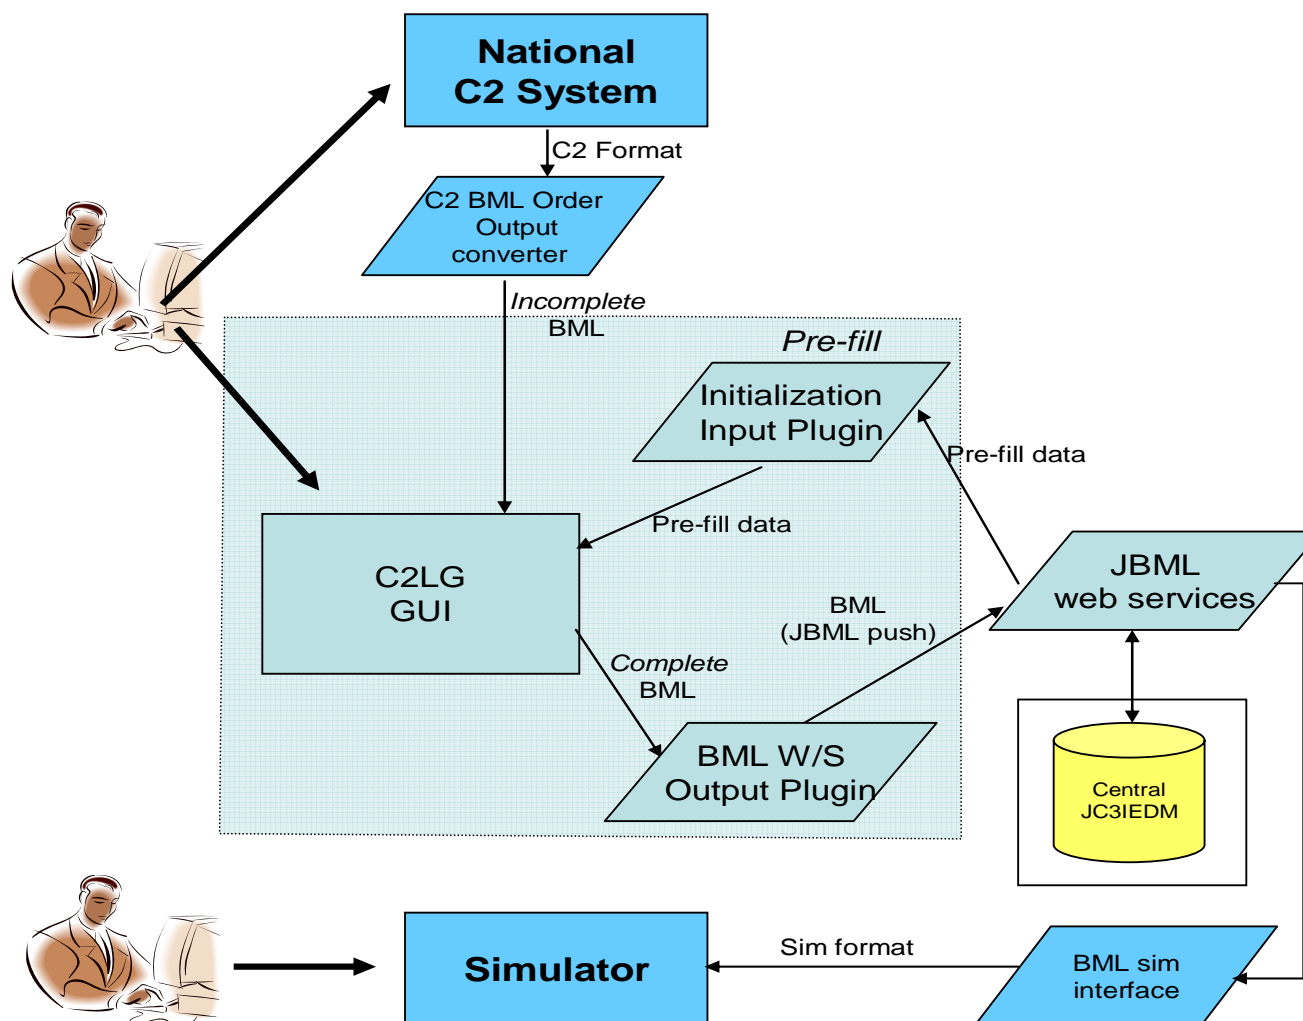 National
C2 System
C2 Format
C2 BML Order
Output
converter
Incomplete
BML
Pre-fill
Initialization
Input Plugin
Pre-fill data
Pre-fill data
C2LG
GUI
JBML
web services
BML
(JBML push)
Complete
BML
BML W/S
Output Plugin
Central
JC3IEDM
Simulator
Sim format
BML sim
interface